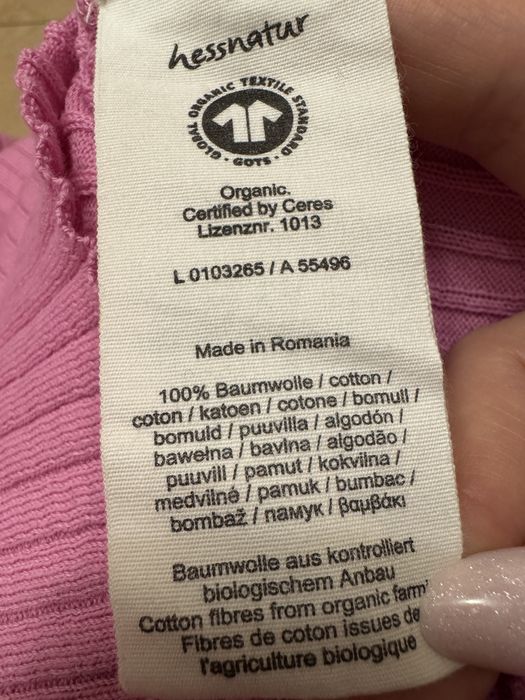 hessnatur
GLOBAL ORGANIC TEXTILE STANDARD · GOTS ·
Organic.
Certified by Ceres
Lizenznr. 1013
L 0103265 / A 55496
Made in Romania
100% Baumwolle / cotton /
coton / katoen / cotone / bomull /
bomuld / puuvilla / algodón /
bawełna / bavlna / algodão /
puuvill / pamut / kokvilna /
medvilnė / pamuk / bumbac /
bombaž / памук / βαμβάκι
Baumwolle aus kontrolliert
biologischem Anbau
Cotton fibres from organic farm
Fibres de coton issues de
l'agriculture biologique